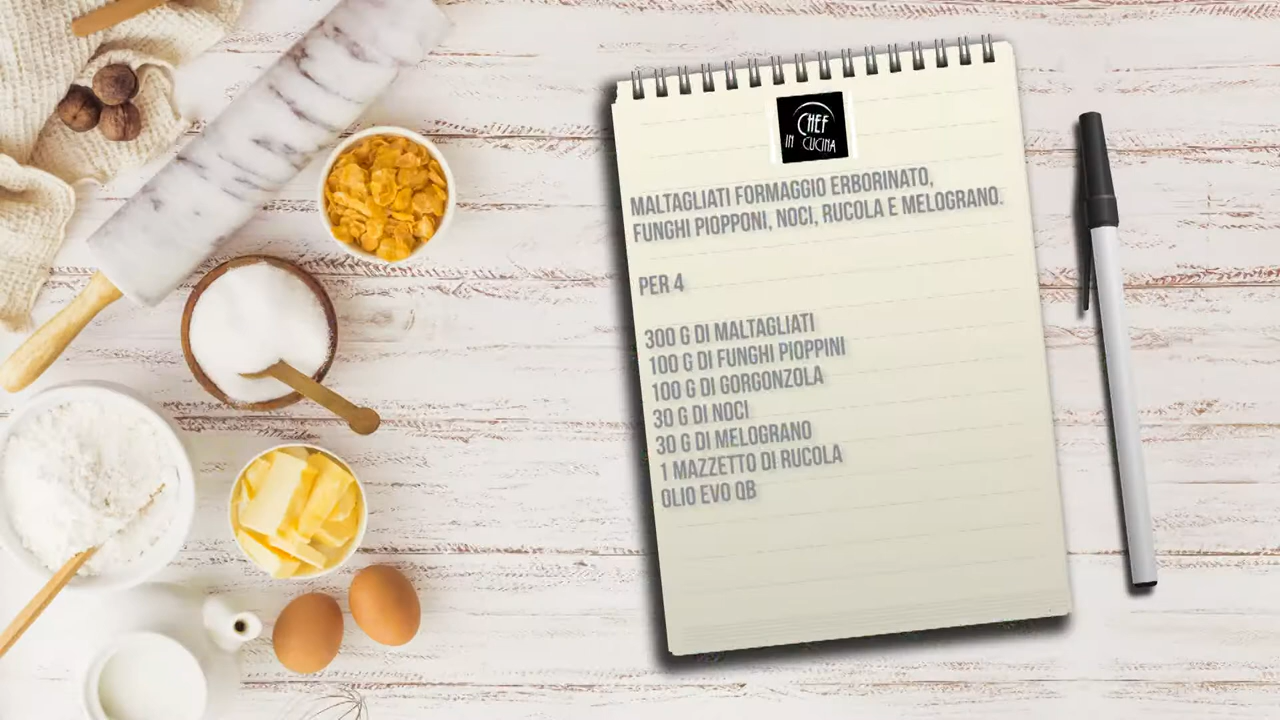 CHEF
IN CUCINA
MALTAGLIATI FORMAGGIO ERBORINATO,
FUNGHI PIOPPONI, NOCI, RUCOLA E MELOGRANO.
PER 4
300 G DI MALTAGLIATI
100 G DI FUNGHI PIOPPINI
100 G DI GORGONZOLA
30 G DI NOCI
30 G DI MELOGRANO
1 MAZZETTO DI RUCOLA
OLIO EVO QB